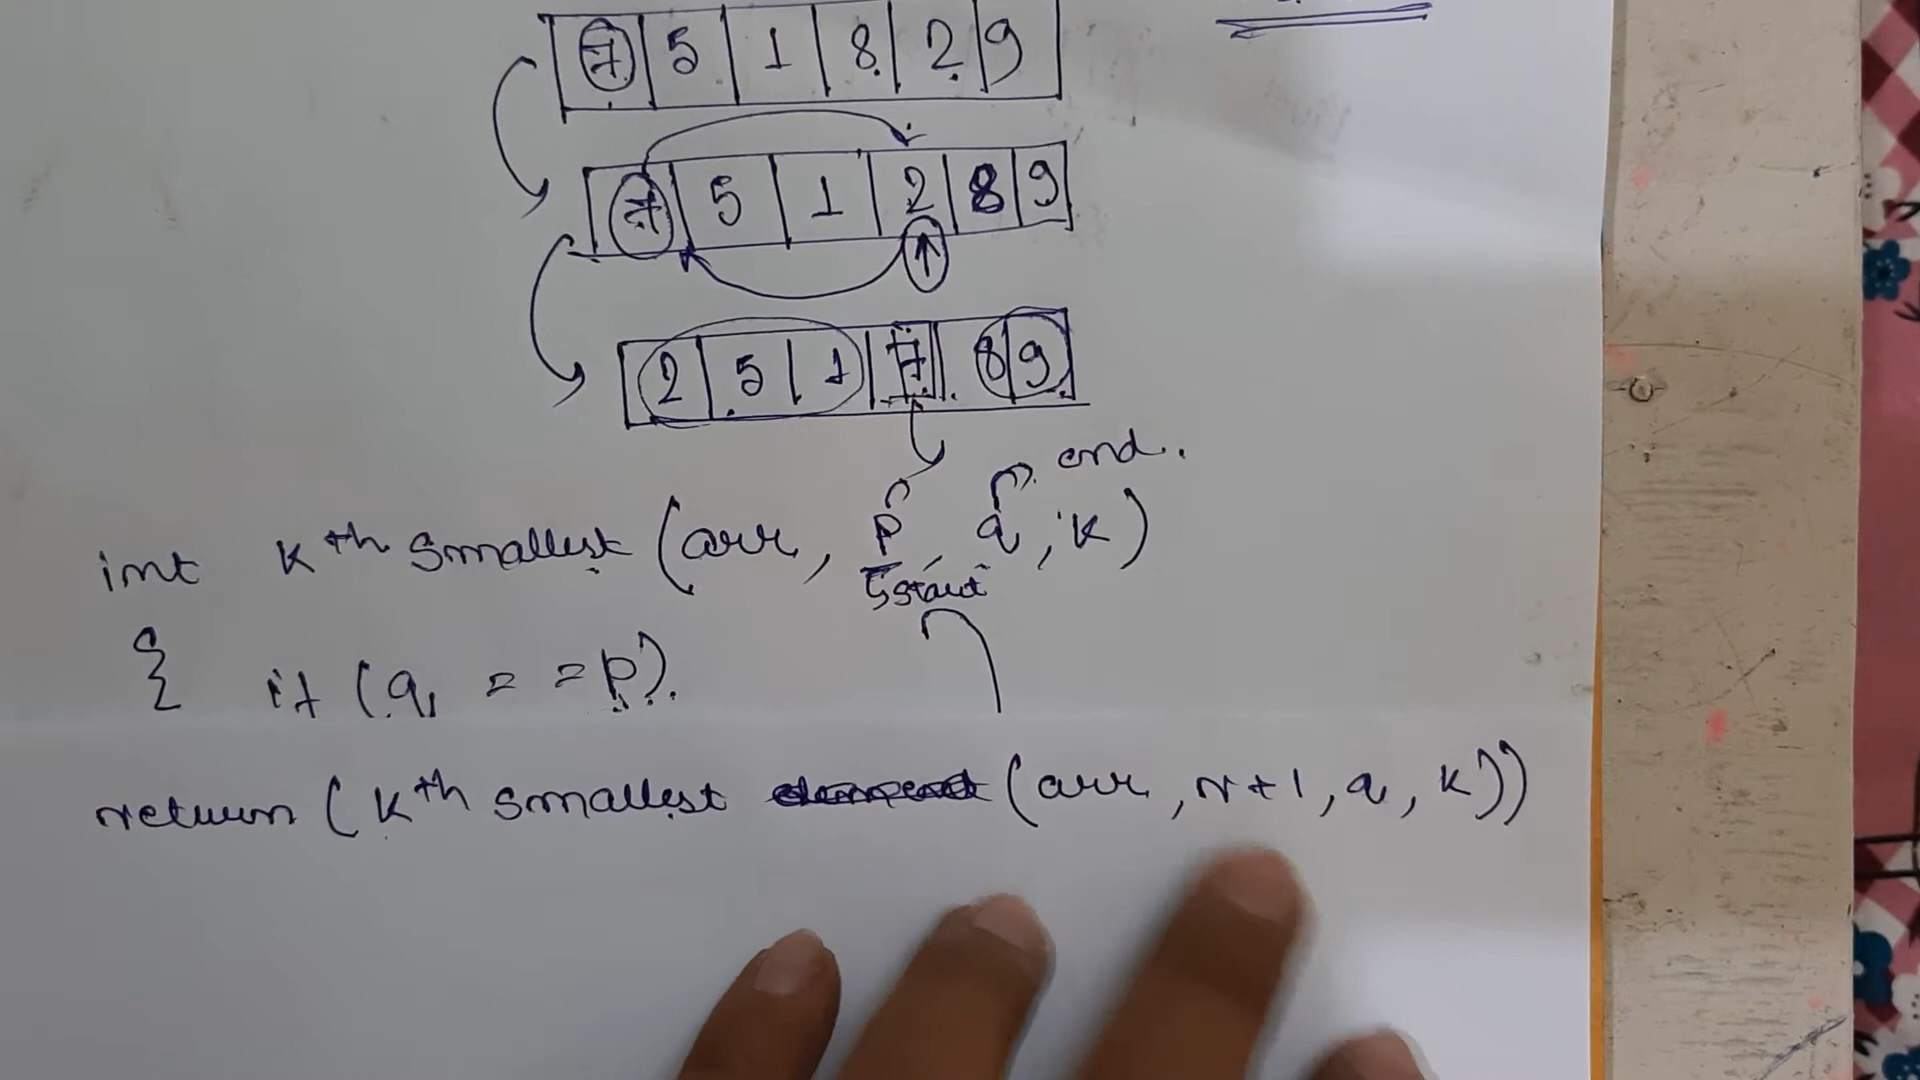 7 5 1 8 2 9
7 5 1 2 8 9
2 5 1 7 8 9
end.
int kth smallest (arr, p, q, k)
start
{ if (q == p).
return (kth smallest (arr, r+1, q, k))